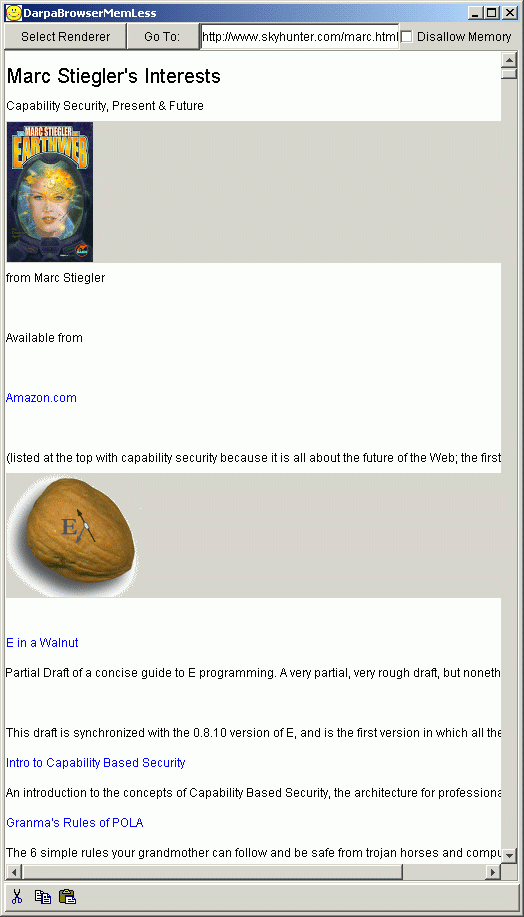 DarpaBrowserMemLess
Select Renderer Go To: http://www.skyhunter.com/marc.html Disallow Memory
Marc Stiegler's Interests
Capability Security, Present & Future
MARC STIEGLER
EARTHWEB
from Marc Stiegler
Available from
Amazon.com
(listed at the top with capability security because it is all about the future of the Web; the first
E
E in a Walnut
Partial Draft of a concise guide to E programming. A very partial, very rough draft, but noneth
This draft is synchronized with the 0.8.10 version of E, and is the first version in which all the
Intro to Capability Based Security
An introduction to the concepts of Capability Based Security, the architecture for professiona
Granma's Rules of POLA
The 6 simple rules your grandmother can follow and be safe from trojan horses and compu